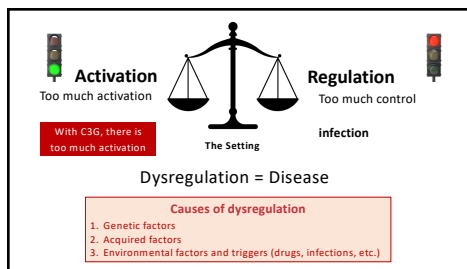 Activation
Too much activation
With C3G, there is
too much activation
The Setting
Regulation
Too much control
infection
Dysregulation = Disease
Causes of dysregulation
1. Genetic factors
2. Acquired factors
3. Environmental factors and triggers (drugs, infections, etc.)